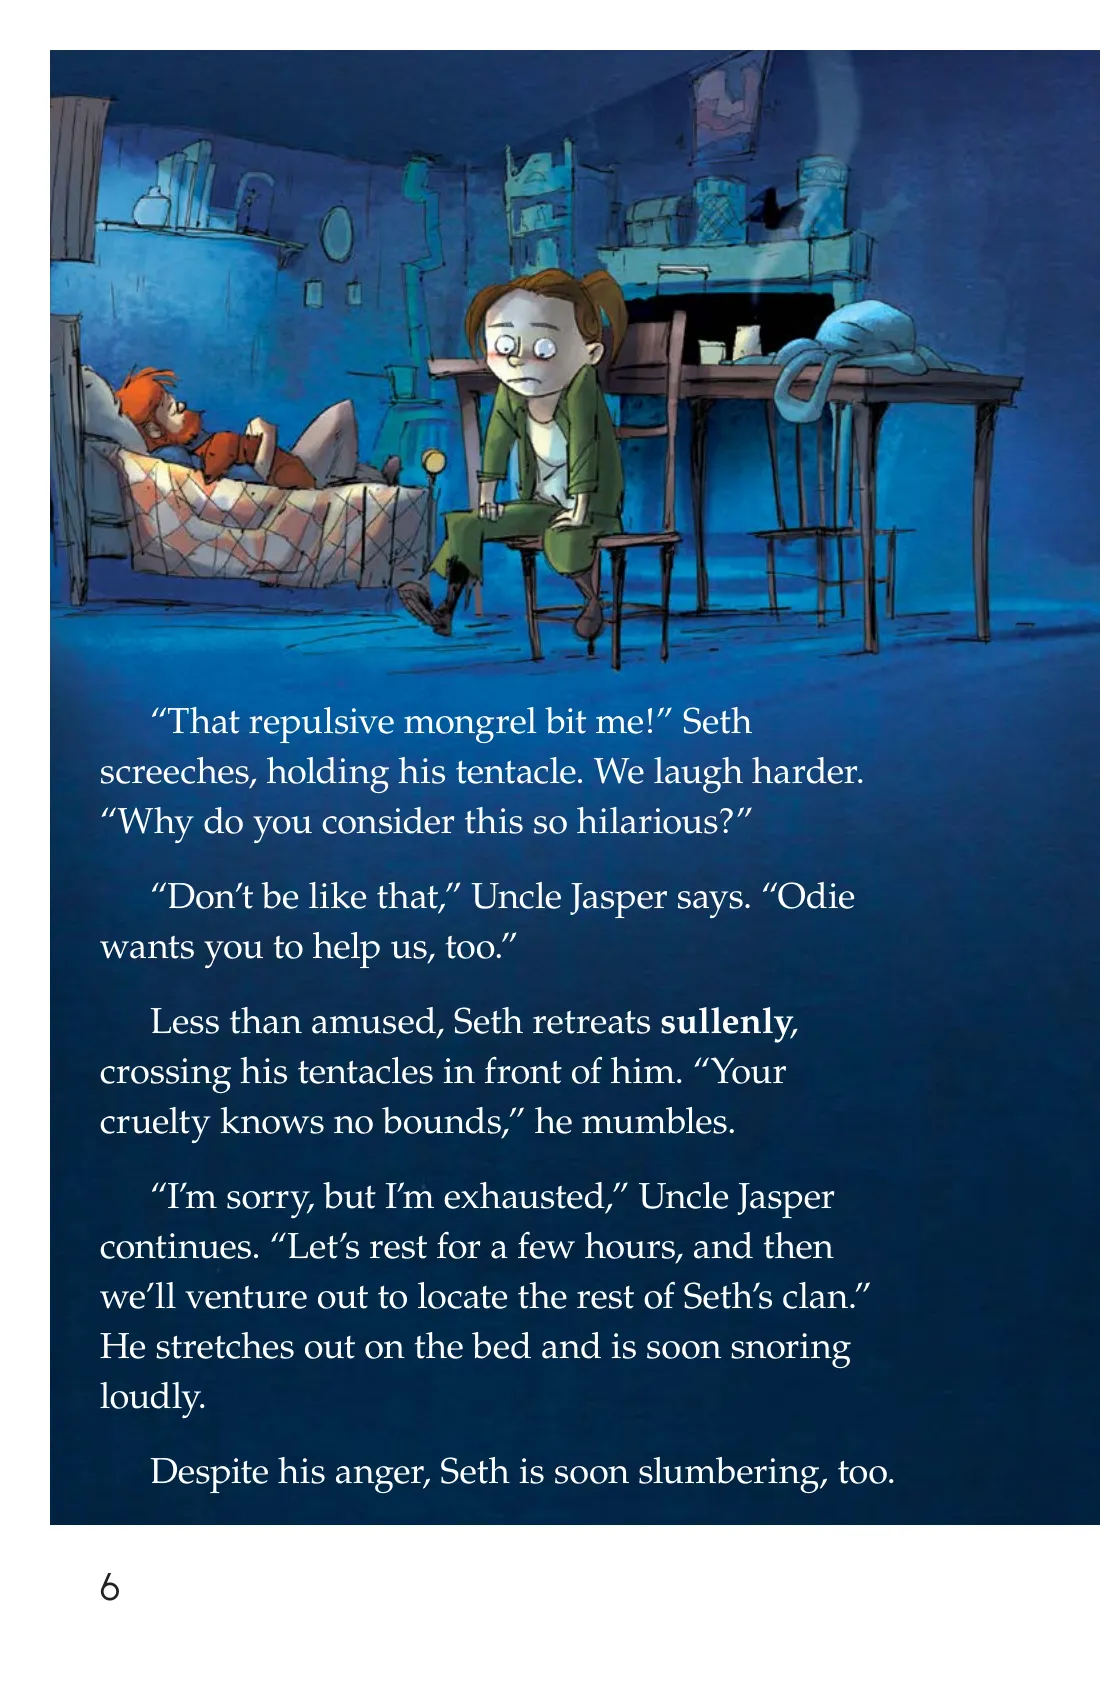 “That repulsive mongrel bit me!” Seth
screeches, holding his tentacle. We laugh harder.
“Why do you consider this so hilarious?”
“Don’t be like that,” Uncle Jasper says. “Odie
wants you to help us, too.”
Less than amused, Seth retreats sullenly,
crossing his tentacles in front of him. “Your
cruelty knows no bounds,” he mumbles.
“I’m sorry, but I’m exhausted,” Uncle Jasper
continues. “Let’s rest for a few hours, and then
we’ll venture out to locate the rest of Seth’s clan.”
He stretches out on the bed and is soon snoring
loudly.
Despite his anger, Seth is soon slumbering, too.
6